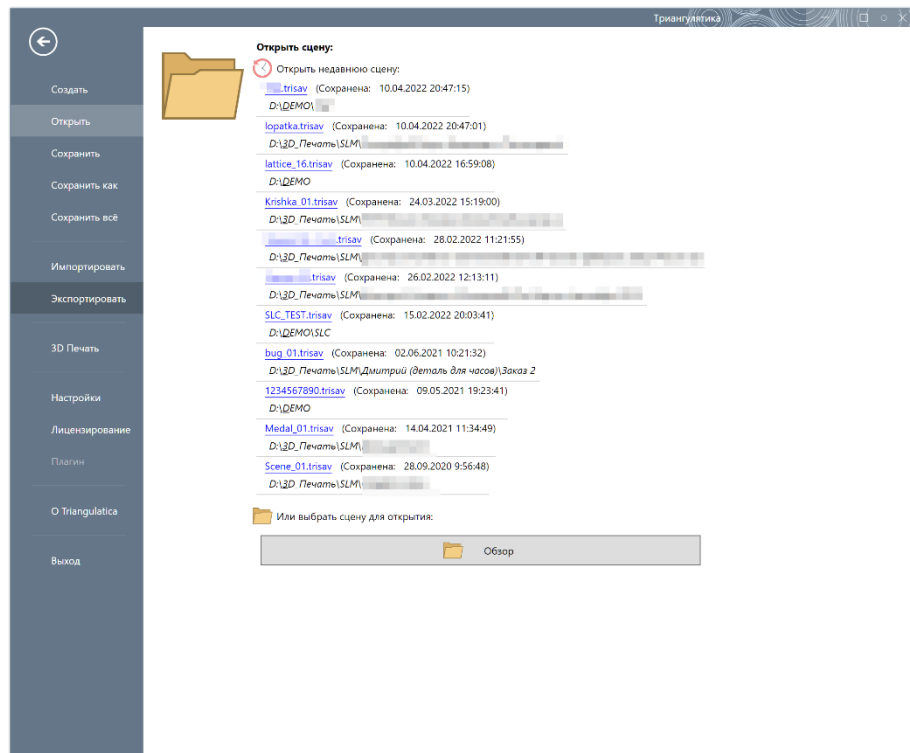 Триангулятика
Создать
Открыть
Сохранить
Сохранить как
Сохранить всё
Импортировать
Экспортировать
3D Печать
Настройки
Лицензирование
Плагин
О Triangulatica
Выход
Открыть сцену:
Открыть недавнюю сцену:
.trisav (Сохранена: 10.04.2022 20:47:15)
D:\DEMO\
lopatka.trisav (Сохранена: 10.04.2022 20:47:01)
D:\3D_Печать\SLM\
lattice_16.trisav (Сохранена: 10.04.2022 16:59:08)
D:\DEMO
Krishka_01.trisav (Сохранена: 24.03.2022 15:19:00)
D:\3D_Печать\SLM\
.trisav (Сохранена: 28.02.2022 11:21:55)
D:\3D_Печать\SLM\
.trisav (Сохранена: 26.02.2022 12:13:11)
D:\3D_Печать\SLM\
SLC_TEST.trisav (Сохранена: 15.02.2022 20:03:41)
D:\DEMO\SLC
bug_01.trisav (Сохранена: 02.06.2021 10:21:32)
D:\3D_Печать\SLM\Дмитрий (деталь для часов)\Заказ 2
1234567890.trisav (Сохранена: 09.05.2021 19:23:41)
D:\DEMO
Medal_01.trisav (Сохранена: 14.04.2021 11:34:49)
D:\3D_Печать\SLM\
Scene_01.trisav (Сохранена: 28.09.2020 9:56:48)
D:\3D_Печать\SLM\
Или выбрать сцену для открытия:
Обзор